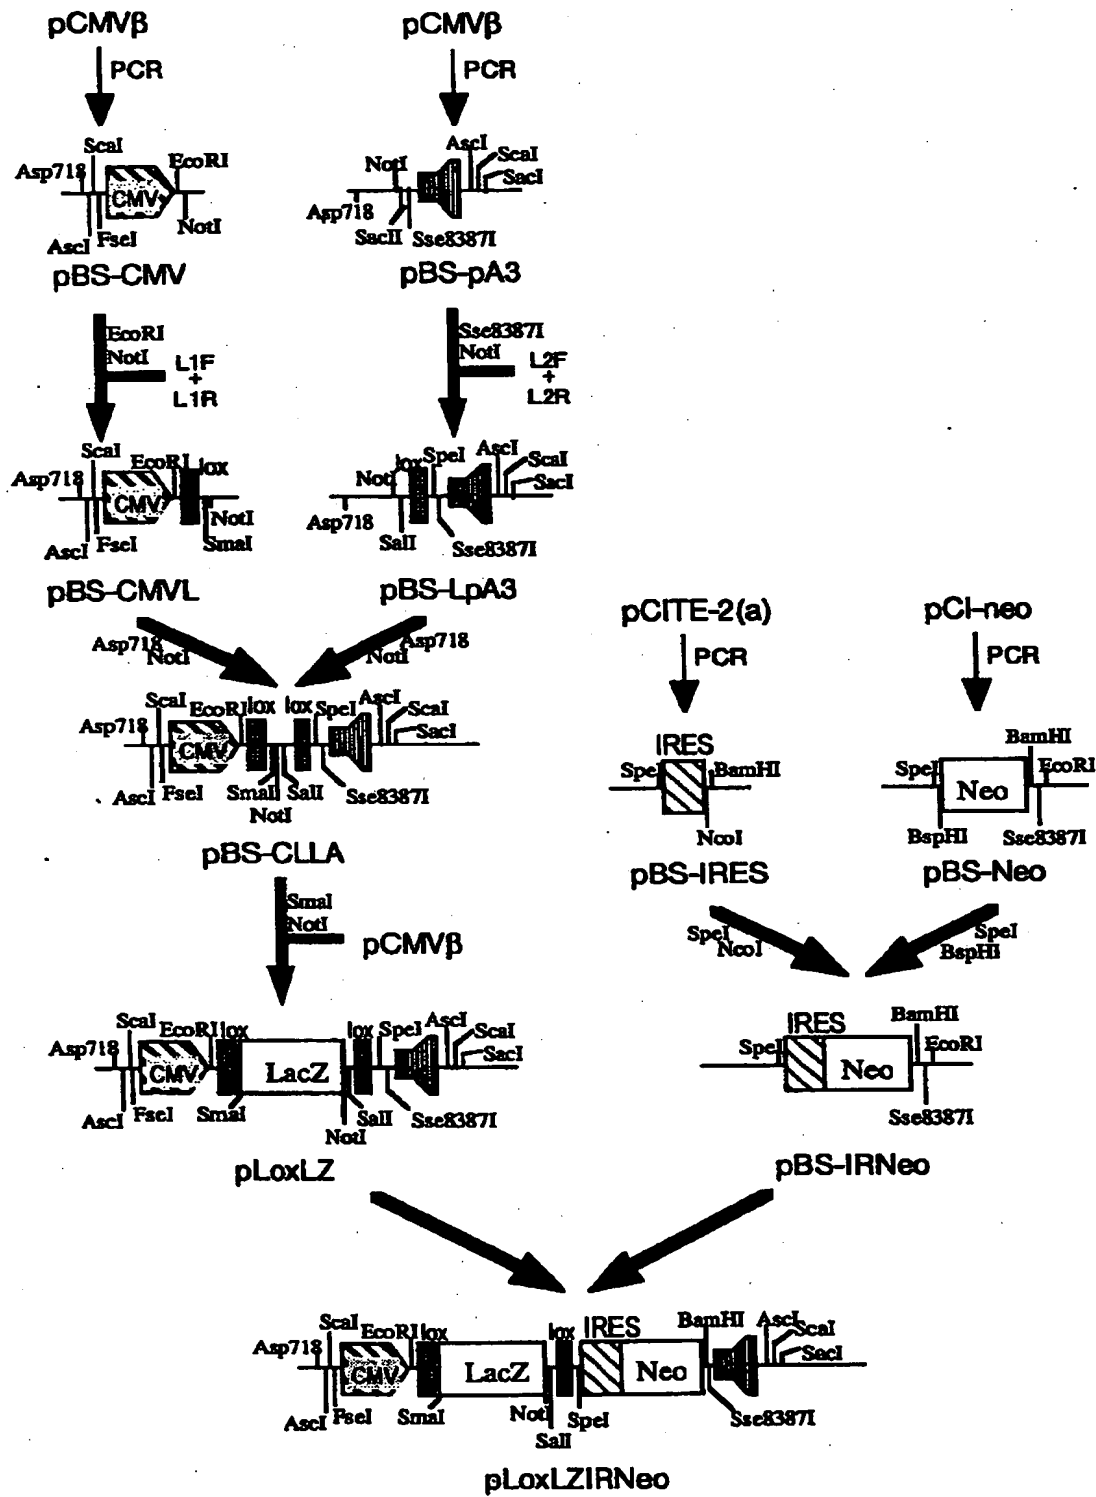 pCMVβ
pCMVβ
PCR
PCR
ScaI
Asp718
EcoRI
CMV
AscI
FseI
NotI
pBS-CMV
AscI
NotI
ScaI
SacI
Asp718
SacII
Sse8387I
pBS-pA3
EcoRI
NotI
L1F
+
L1R
Sse8387I
NotI
L2F
+
L2R
ScaI
Asp718
EcoRI
lox
CMV
NotI
AscI
FseI
SmaI
pBS-CMVL
NotI
lox
SpeI
AscI
ScaI
SacI
Asp718
SalI
Sse8387I
pBS-LpA3
Asp718
NotI
Asp718
NotI
pCITE-2(a)
pCI-neo
PCR
PCR
Asp718
ScaI
EcoRI
lox
lox
SpeI
AscI
ScaI
SacI
CMV
AscI
FseI
SmaI
NotI
SalI
Sse8387I
pBS-CLLA
IRES
SpeI
BamHI
NcoI
pBS-IRES
BamHI
SpeI
EcoRI
Neo
BspHI
Sse8387I
pBS-Neo
SmaI
NotI
pCMVβ
SpeI
NcoI
SpeI
BspHI
Asp718
ScaI
EcoRI
lox
lox
SpeI
AscI
ScaI
SacI
CMV
LacZ
AscI
FseI
SmaI
NotI
SalI
Sse8387I
pLoxLZ
IRES
BamHI
SpeI
EcoRI
Neo
Sse8387I
pBS-IRNeo
Asp718
ScaI
EcoRI
lox
lox
IRES
BamHI
AscI
ScaI
SacI
CMV
LacZ
Neo
AscI
FseI
SmaI
NotI
SalI
SpeI
Sse8387I
pLoxLZIRNeo